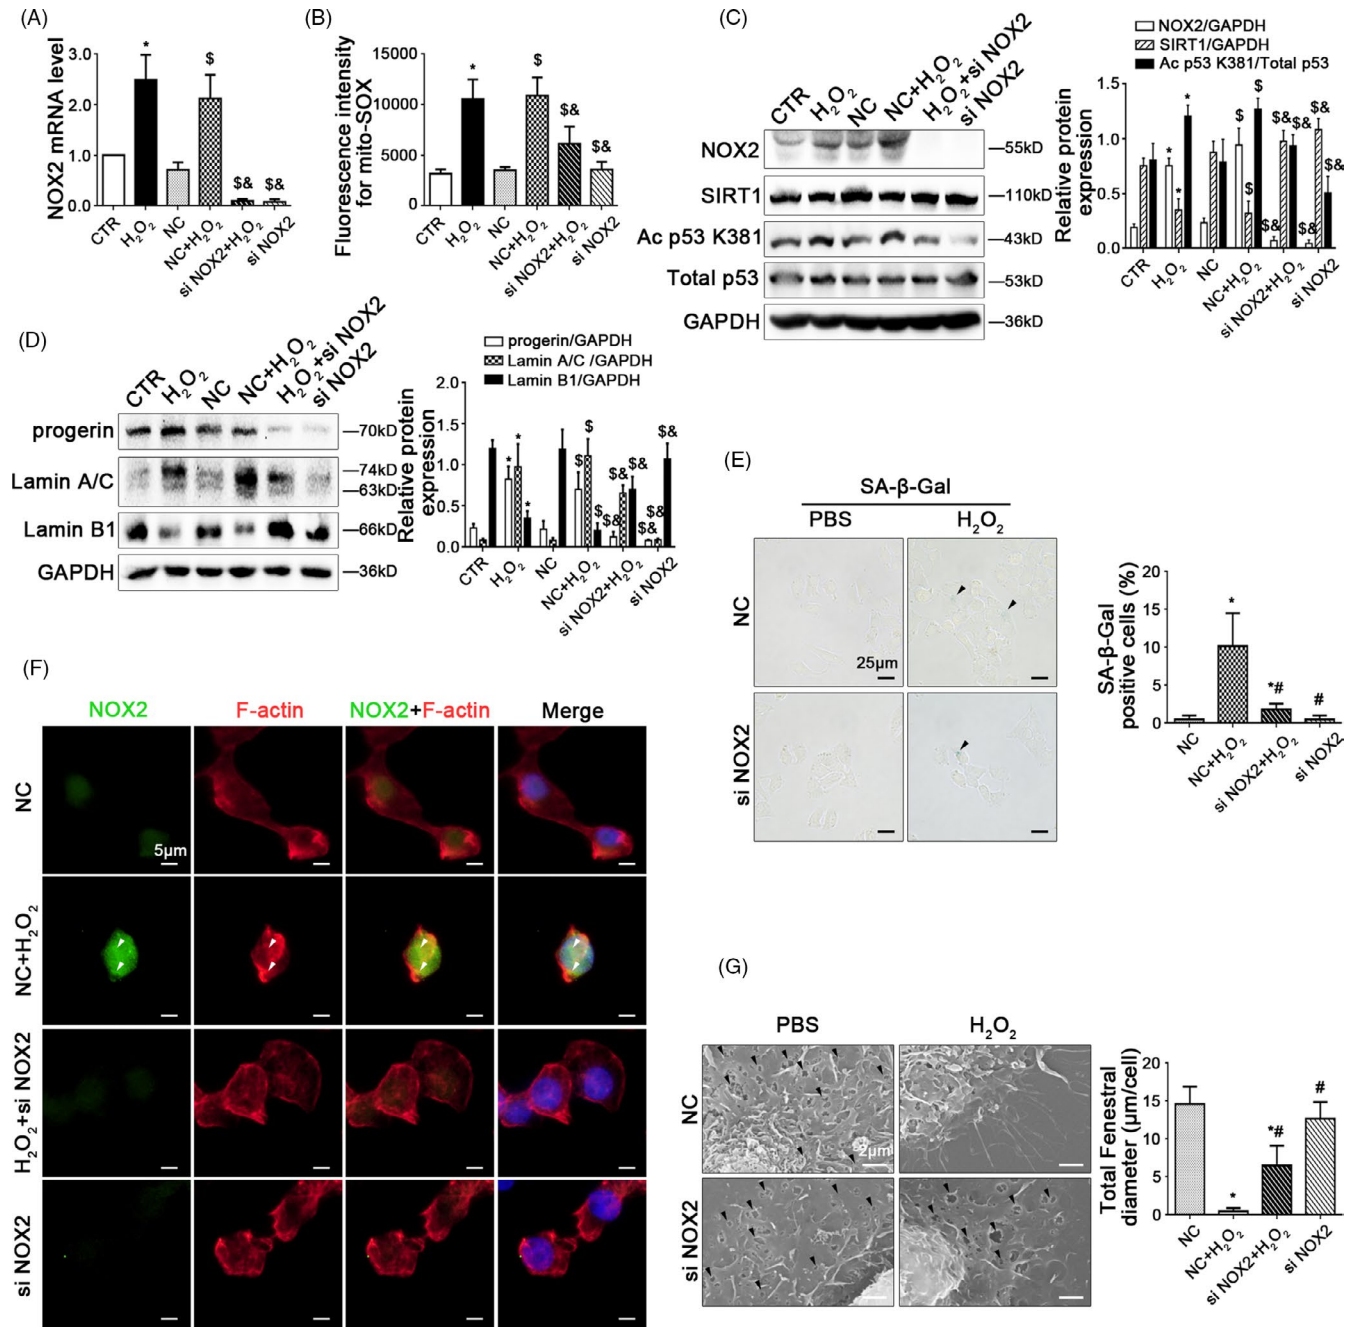 (A)
NOX2 mRNA level
3.0
2.0
1.0
0.0
*
$
$&
$&
CTR
H₂O₂
NC
NC+H₂O₂
si NOX2+H₂O₂
si NOX2
(B)
Fluorescence intensity
for mito-SOX
15000
10000
5000
0
*
$
$&
$&
CTR
H₂O₂
NC
NC+H₂O₂
si NOX2+H₂O₂
si NOX2
(C)
CTR
H₂O₂
NC
NC+H₂O₂
H₂O₂+si NOX2
si NOX2
NOX2
55kD
SIRT1
110kD
Ac p53 K381
43kD
Total p53
53kD
GAPDH
36kD
NOX2/GAPDH
SIRT1/GAPDH
Ac p53 K381/Total p53
Relative protein
expression
1.5
1.0
0.5
0.0
*
*
*
$
$
$
$&
$&
$&
$&
$&
$&
CTR
H₂O₂
NC
NC+H₂O₂
si NOX2+H₂O₂
si NOX2
(D)
CTR
H₂O₂
NC
NC+H₂O₂
H₂O₂+si NOX2
si NOX2
progerin
70kD
Lamin A/C
74kD
63kD
Lamin B1
66kD
GAPDH
36kD
progerin/GAPDH
Lamin A/C /GAPDH
Lamin B1/GAPDH
Relative protein
expression
2.0
1.5
1.0
0.5
0.0
*
*
*
$
$
$
$&
$&
$&
$&
$&
$&
CTR
H₂O₂
NC
NC+H₂O₂
si NOX2+H₂O₂
si NOX2
(E)
SA-β-Gal
PBS
H₂O₂
NC
25μm
si NOX2
SA-β-Gal
positive cells (%)
20
15
10
5
0
*
*#
#
NC
NC+H₂O₂
si NOX2+H₂O₂
si NOX2
(F)
NOX2
F-actin
NOX2+F-actin
Merge
NC
5μm
NC+H₂O₂
H₂O₂+si NOX2
si NOX2
(G)
PBS
H₂O₂
NC
2μm
si NOX2
Total Fenestral
diameter (μm/cell)
20
15
10
5
0
*
*#
#
NC
NC+H₂O₂
si NOX2+H₂O₂
si NOX2